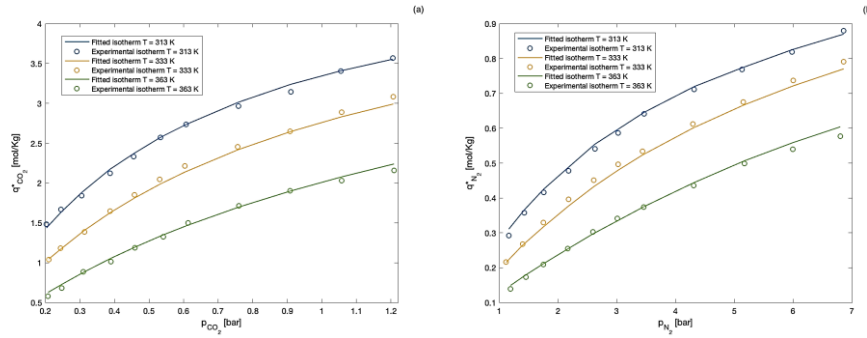 (a)
4.5
4
3.5
3
2.5
2
1.5
1
0.5
q*CO2 [mol/Kg]
Fitted isotherm T = 313 K
Experimental isotherm T = 313 K
Fitted isotherm T = 333 K
Experimental isotherm T = 333 K
Fitted isotherm T = 363 K
Experimental isotherm T = 363 K
0.2 0.3 0.4 0.5 0.6 0.7 0.8 0.9 1 1.1 1.2
pCO2 [bar]
0.9
0.8
0.7
0.6
0.5
0.4
0.3
0.2
0.1
q*N2 [mol/Kg]
Fitted isotherm T = 313 K
Experimental isotherm T = 313 K
Fitted isotherm T = 333 K
Experimental isotherm T = 333 K
Fitted isotherm T = 363 K
Experimental isotherm T = 363 K
1 2 3 4 5 6 7
pN2 [bar]